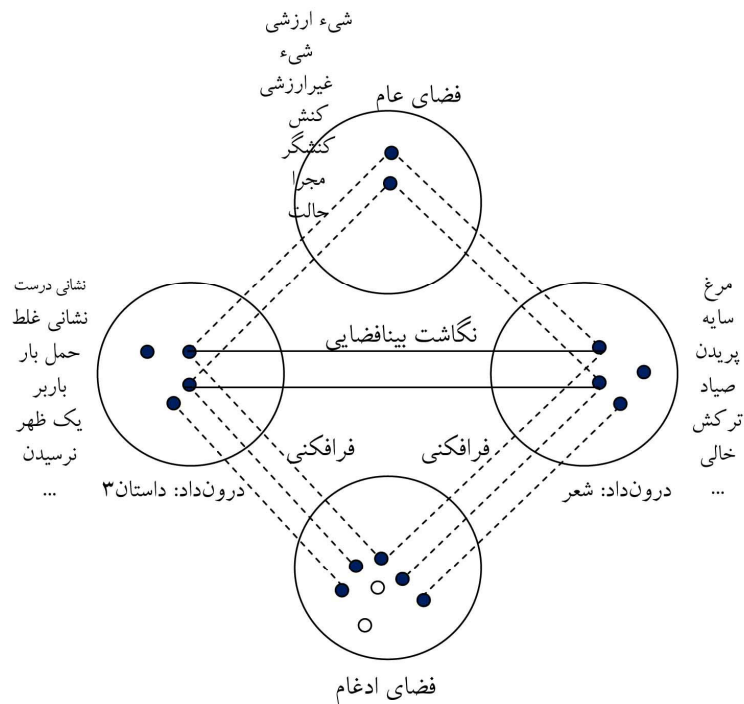 شیء ارزشی
شیء
غیرارزشی
کنش
کنشگر
مجرا
حالت
فضای عام
مرغ
سایه
پریدن
صیاد
ترکش
خالی
...
نشانی درست
نشانی غلط
حمل بار
باربر
یک ظهر
نرسیدن
...
نگاشت بینافضایی
فرافکنی
فرافکنی
درون‌داد: شعر
درون‌داد: داستان۳
فضای ادغام